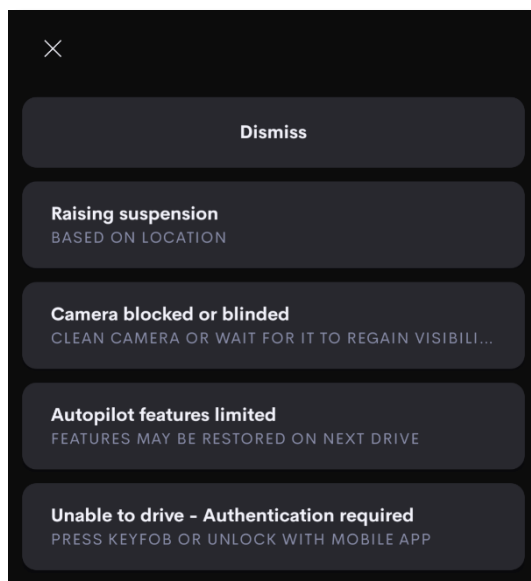 Dismiss
Raising suspension
BASED ON LOCATION
Camera blocked or blinded
CLEAN CAMERA OR WAIT FOR IT TO REGAIN VISIBILI...
Autopilot features limited
FEATURES MAY BE RESTORED ON NEXT DRIVE
Unable to drive - Authentication required
PRESS KEYFOB OR UNLOCK WITH MOBILE APP